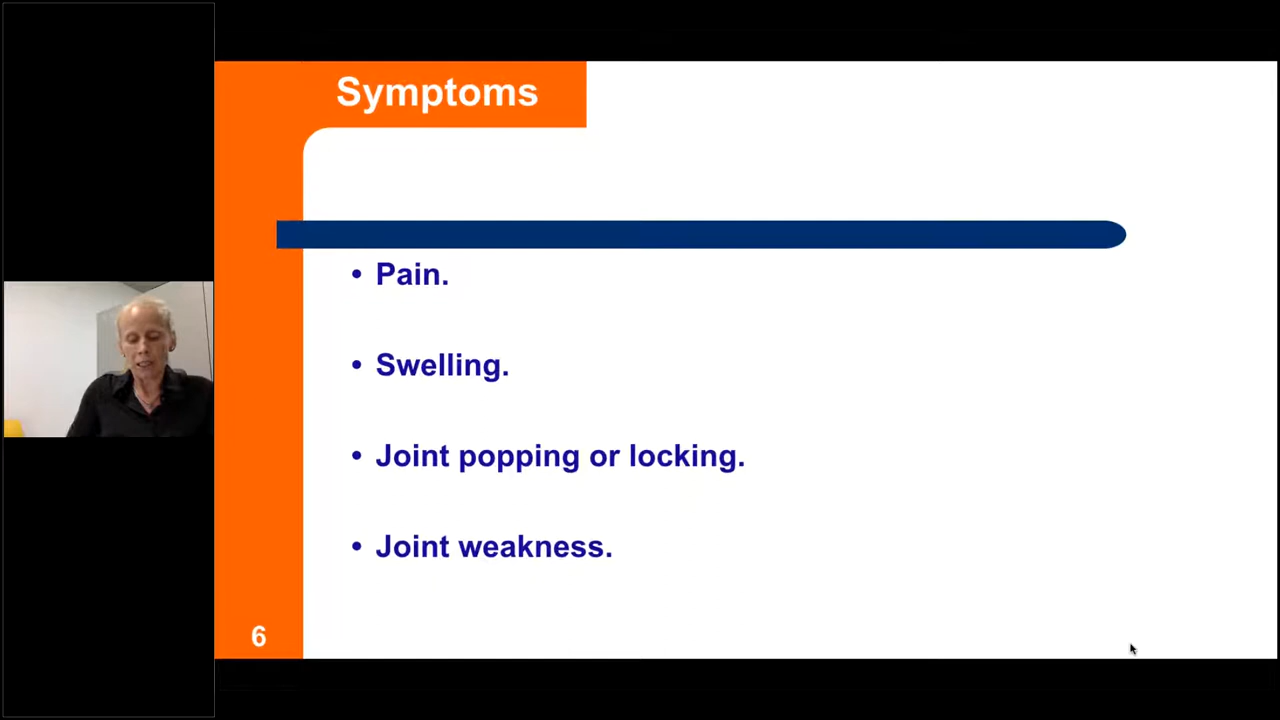 Symptoms
• Pain.
• Swelling.
• Joint popping or locking.
• Joint weakness.
6